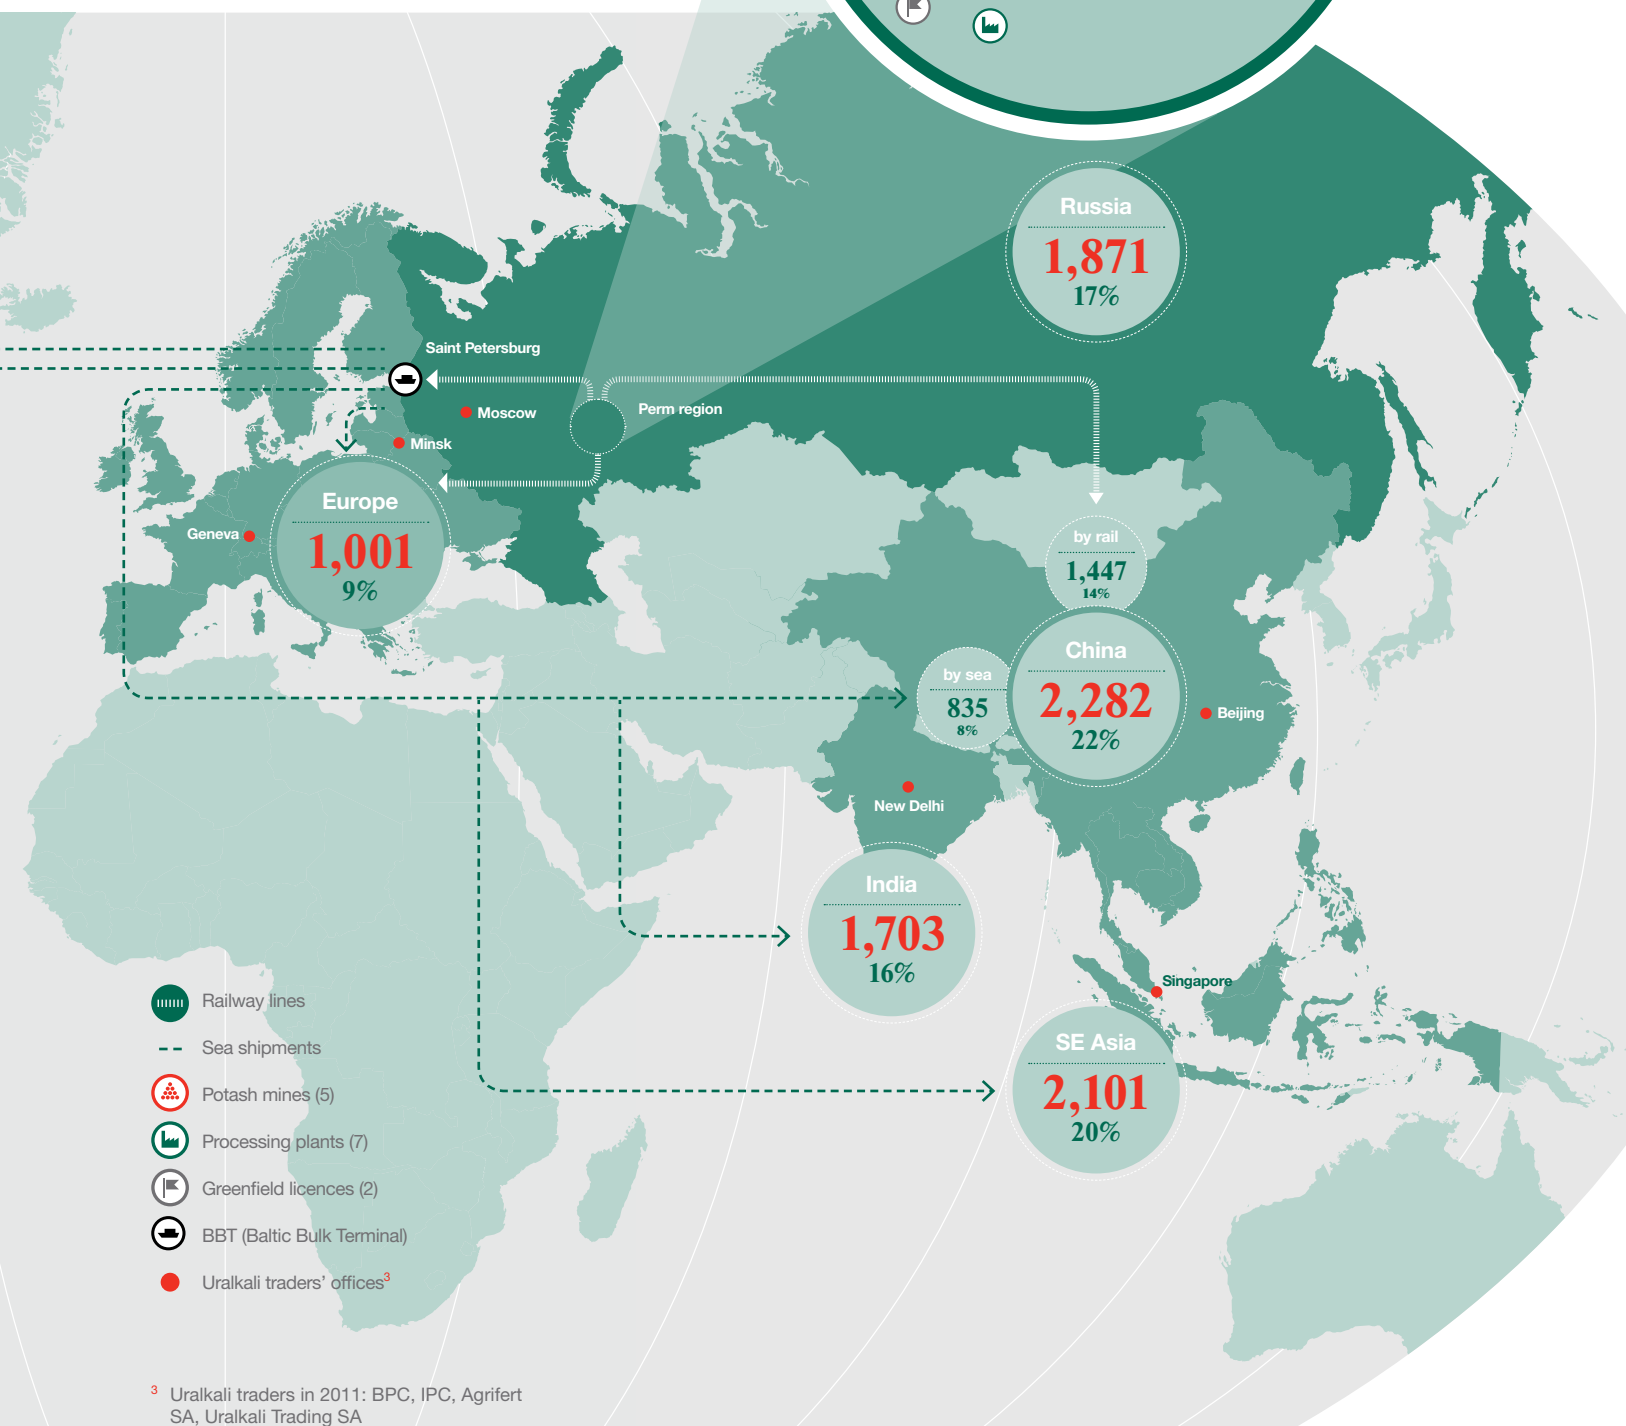 Russia
1,871
17%
Saint Petersburg
Moscow
Perm region
Minsk
Europe
1,001
9%
Geneva
by rail
1,447
14%
China
2,282
22%
by sea
835
8%
Beijing
New Delhi
India
1,703
16%
Singapore
SE Asia
2,101
20%
Railway lines
Sea shipments
Potash mines (5)
Processing plants (7)
Greenfield licences (2)
BBT (Baltic Bulk Terminal)
Uralkali traders’ offices3
3 Uralkali traders in 2011: BPC, IPC, Agrifert
SA, Uralkali Trading SA